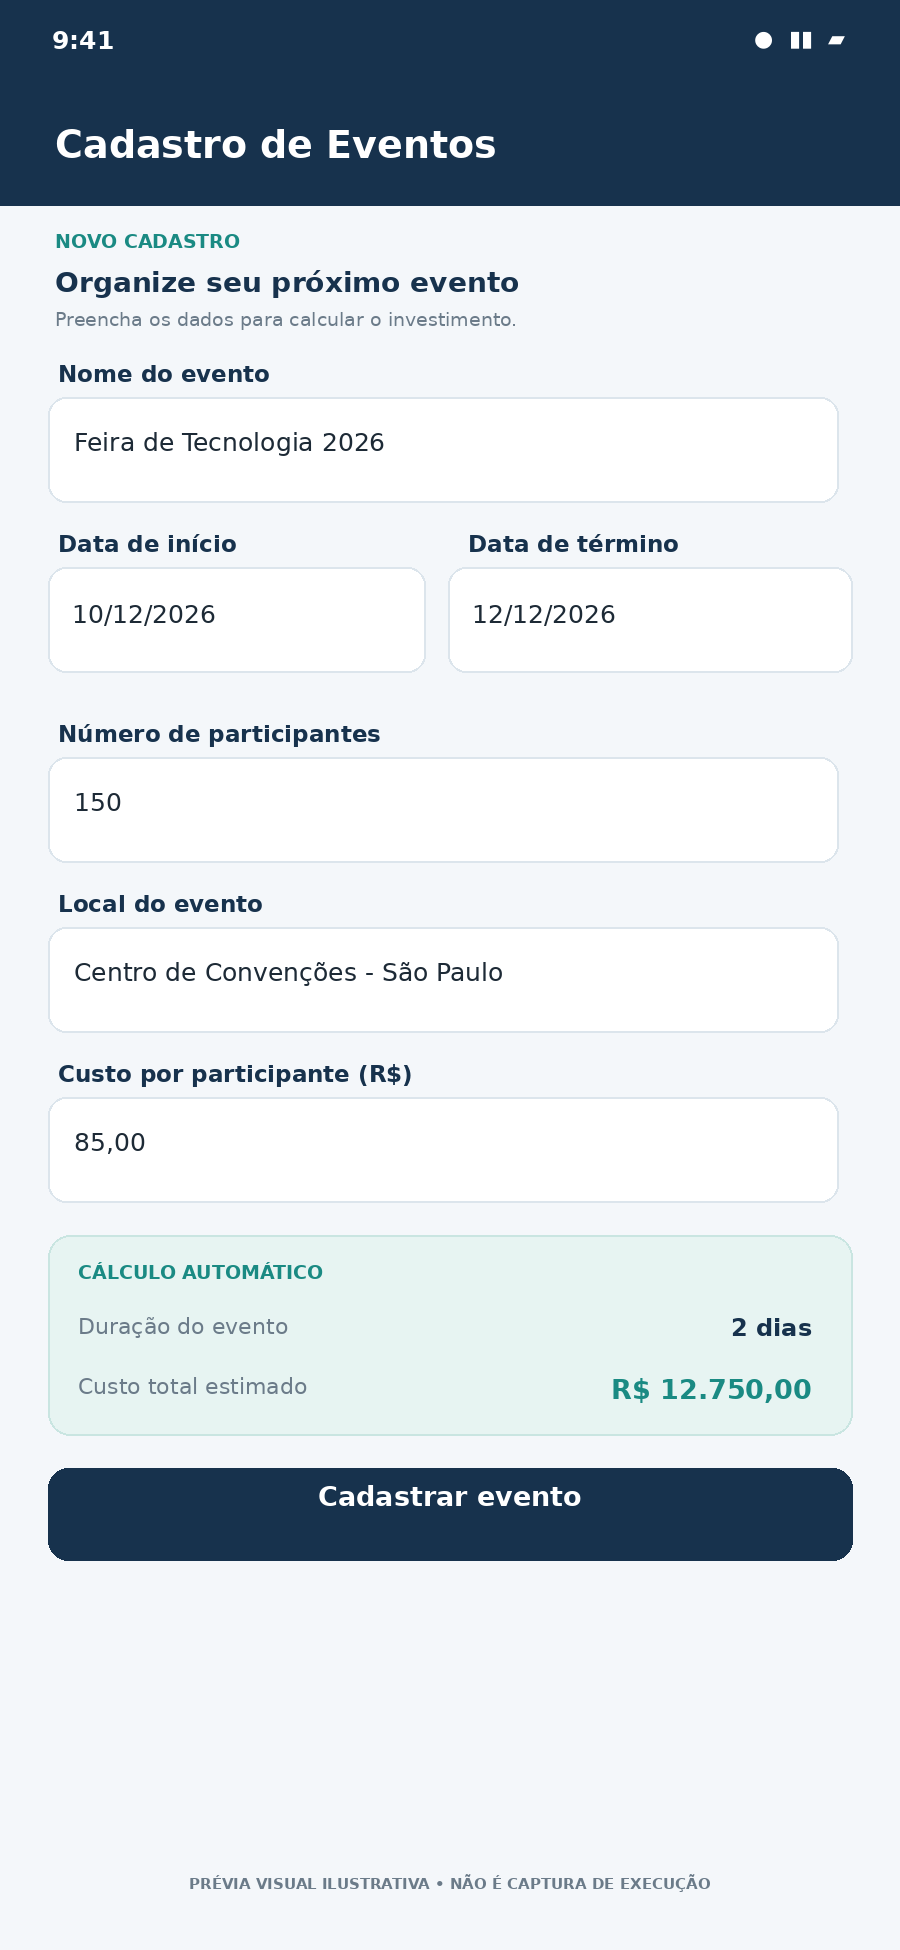 9:41
Cadastro de Eventos
NOVO CADASTRO
Organize seu próximo evento
Preencha os dados para calcular o investimento.
Nome do evento
Feira de Tecnologia 2026
Data de início Data de término
10/12/2026 12/12/2026
Número de participantes
150
Local do evento
Centro de Convenções - São Paulo
Custo por participante (R$)
85,00
CÁLCULO AUTOMÁTICO
Duração do evento 2 dias
Custo total estimado R$ 12.750,00
Cadastrar evento
PRÉVIA VISUAL ILUSTRATIVA • NÃO É CAPTURA DE EXECUÇÃO